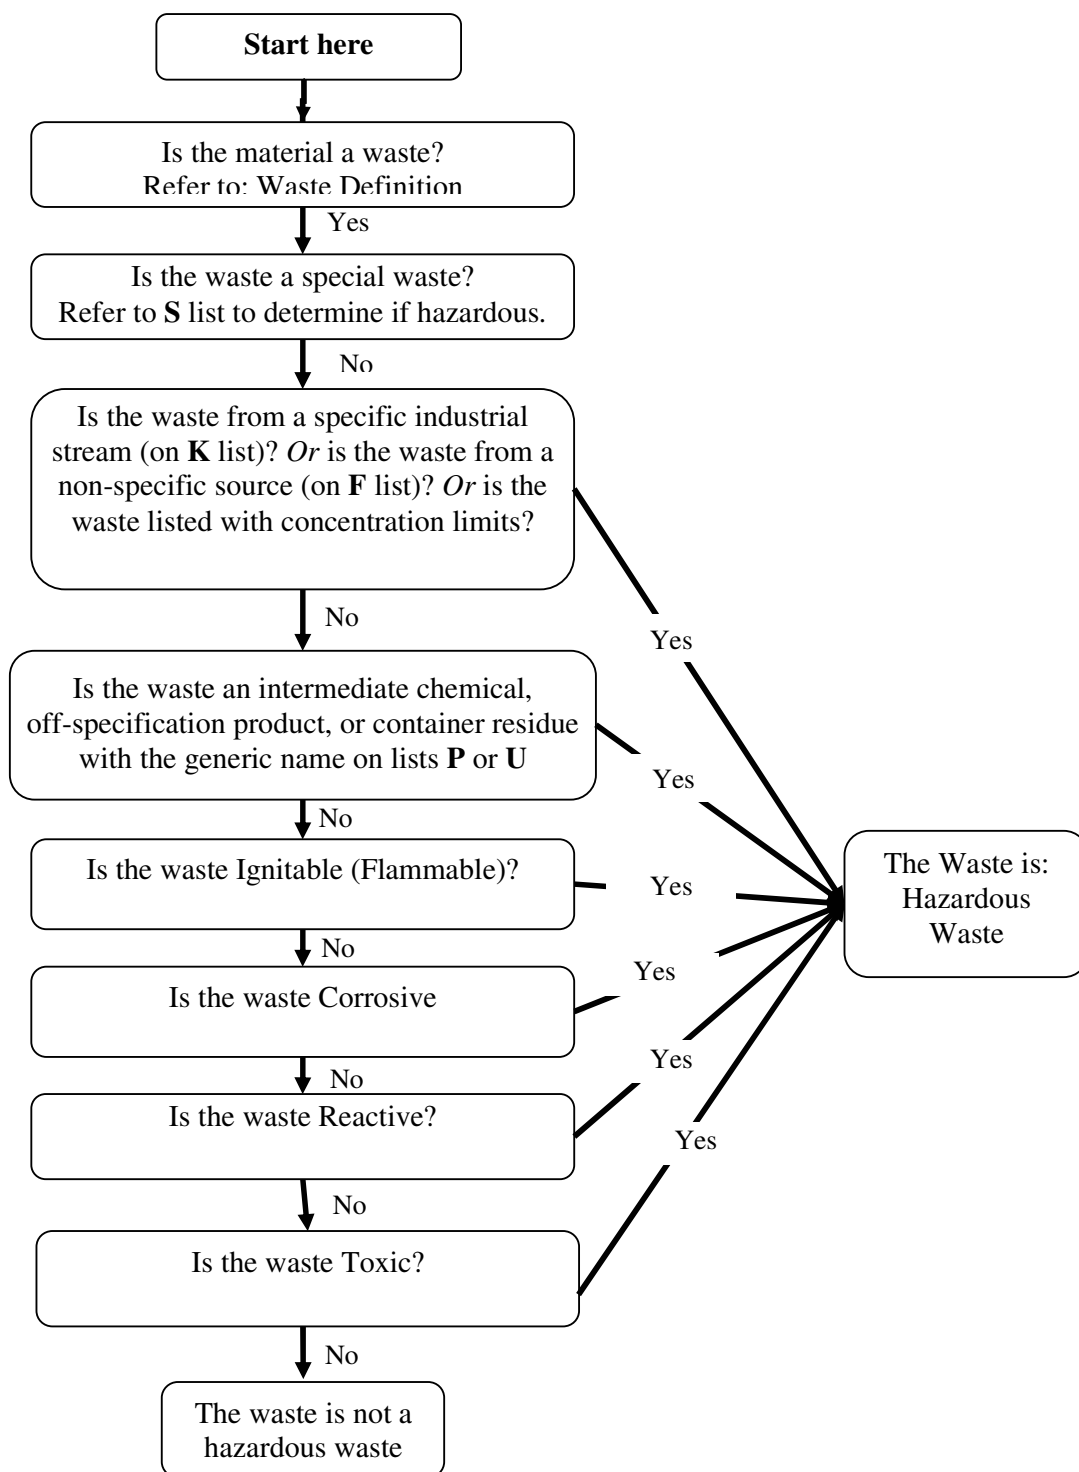 Start here
Is the material a waste?
Refer to: Waste Definition
Yes
Is the waste a special waste?
Refer to S list to determine if hazardous.
No
Is the waste from a specific industrial
stream (on K list)? Or is the waste from a
non-specific source (on F list)? Or is the
waste listed with concentration limits?
Yes
No
Is the waste an intermediate chemical,
off-specification product, or container residue
with the generic name on lists P or U
Yes
No
Is the waste Ignitable (Flammable)?
Yes
The Waste is:
Hazardous
Waste
No
Is the waste Corrosive
Yes
No
Is the waste Reactive?
Yes
No
Is the waste Toxic?
Yes
No
The waste is not a
hazardous waste